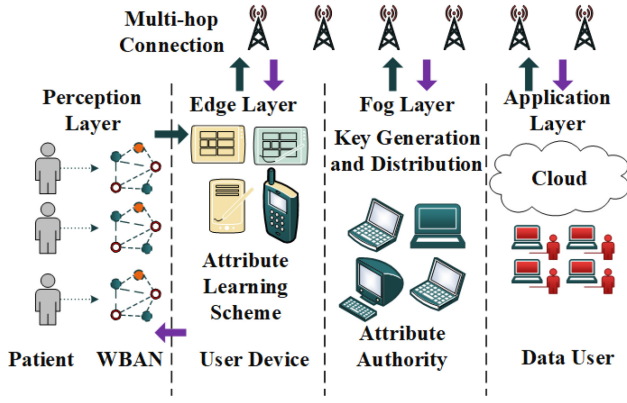 Multi-hop
Connection
Perception
Layer
Edge Layer
Fog Layer
Application
Layer
Key Generation
and Distribution
Cloud
Attribute
Learning
Scheme
Attribute
Authority
Patient
WBAN
User Device
Data User